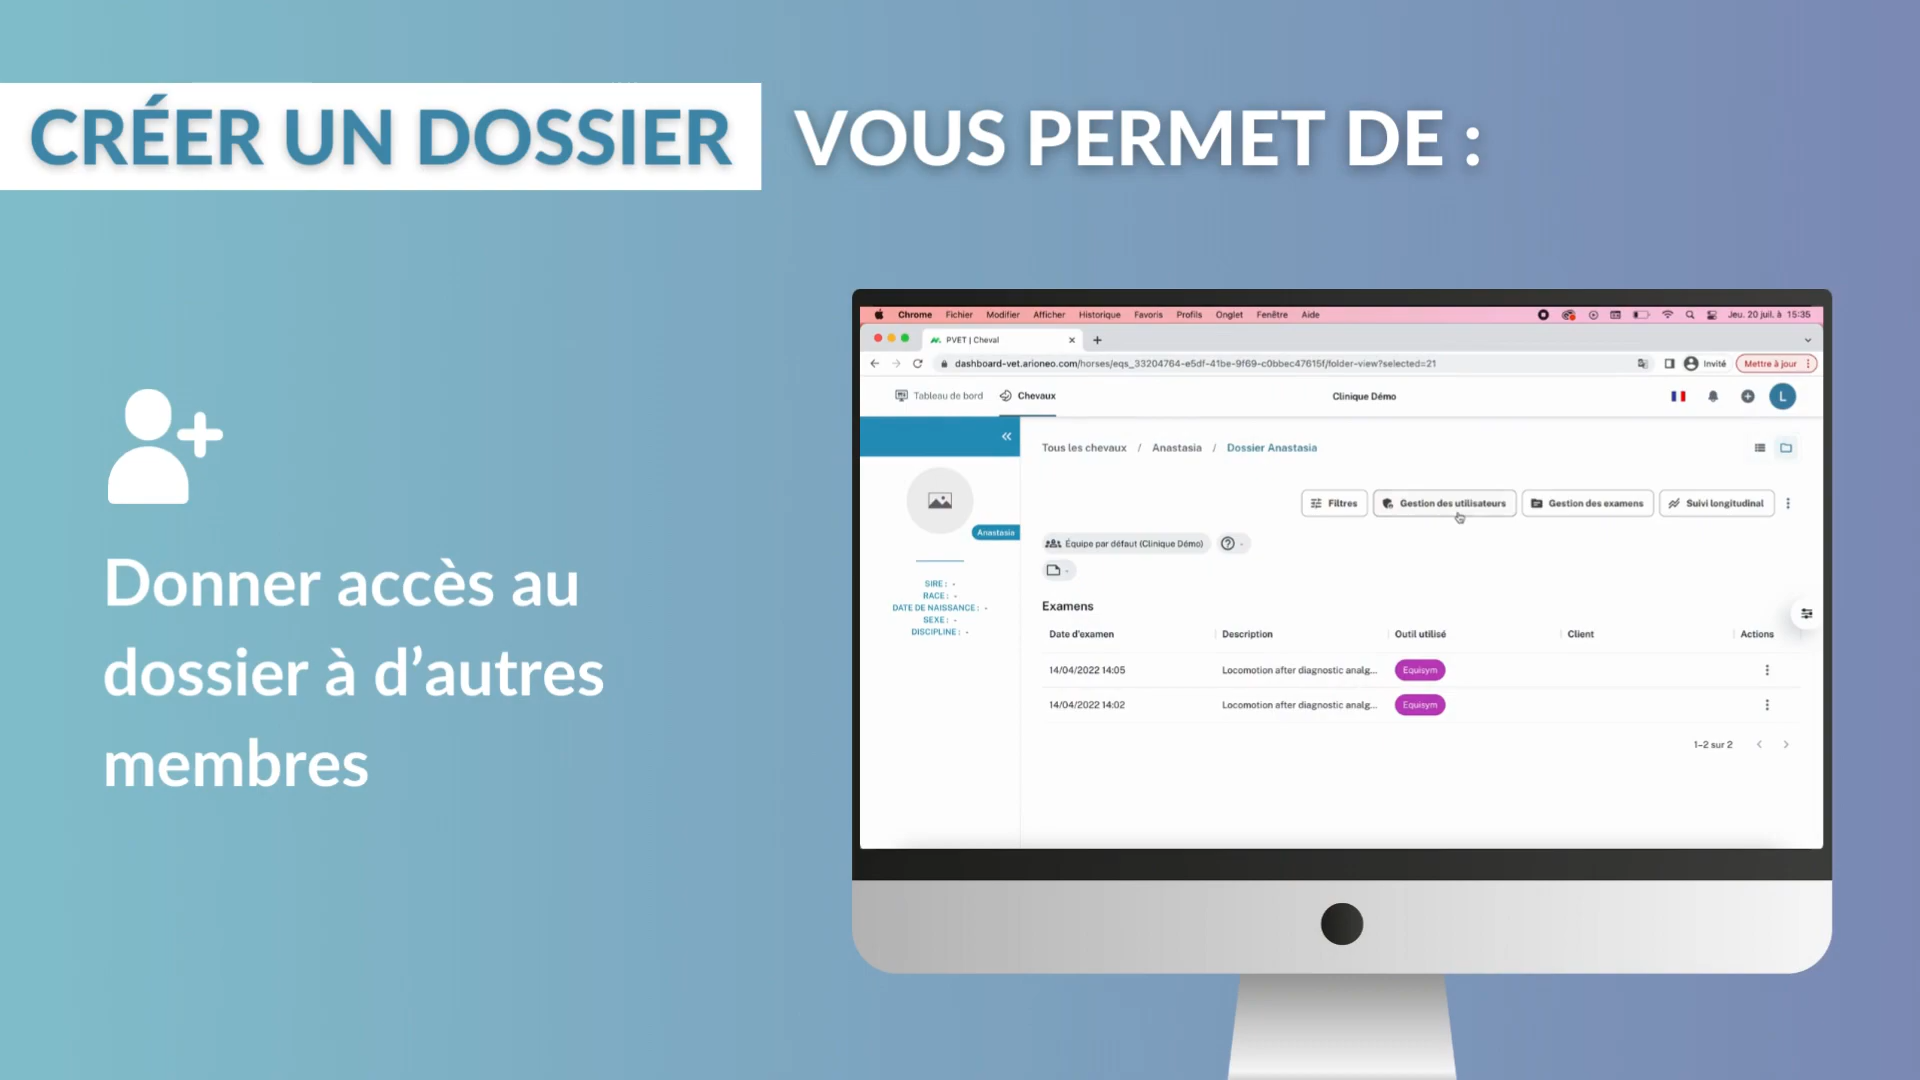 CRÉER UN DOSSIER VOUS PERMET DE :
Donner accès au
dossier à d’autres
membres
Chrome Fichier Modifier Afficher Historique Favoris Profils Onglet Fenêtre Aide Jeu. 20 juil. à 15:35
PVET | Cheval
dashboard-vet.arioneo.com/horses/eqs_33204764-e5df-41be-9f69-c0bbec47615f/folder-view?selected=21 Invité Mettre à jour
Tableau de bord Chevaux Clinique Démo L
Tous les chevaux / Anastasia / Dossier Anastasia
Filtres Gestion des utilisateurs Gestion des examens Suivi longitudinal
Anastasia
Équipe par défaut (Clinique Démo) -
-
SIRE : -
RACE : -
DATE DE NAISSANCE : -
SEXE : -
DISCIPLINE : -
Examens
Date d'examen Description Outil utilisé Client Actions
14/04/2022 14:05 Locomotion after diagnostic analg... Equisym
14/04/2022 14:02 Locomotion after diagnostic analg... Equisym
1–2 sur 2